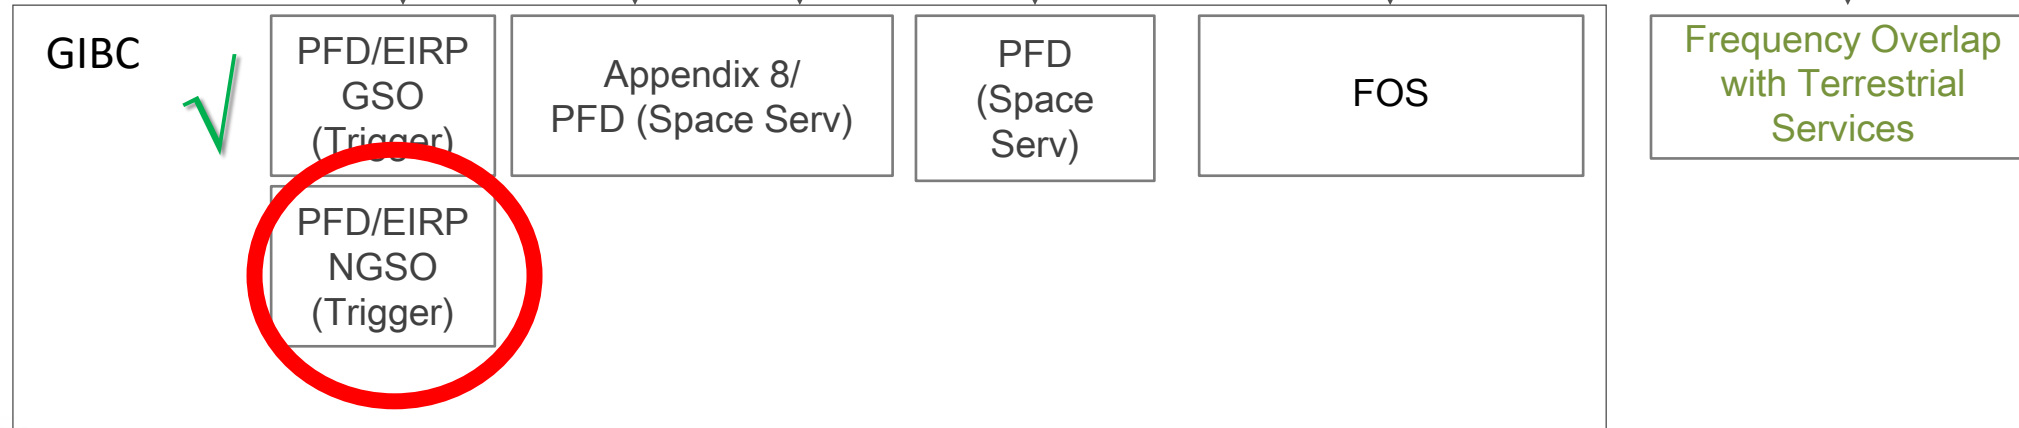 GIBC
√
PFD/EIRP
GSO
(Trigger)
Appendix 8/
PFD (Space Serv)
PFD
(Space
Serv)
FOS
Frequency Overlap
with Terrestrial
Services
PFD/EIRP
NGSO
(Trigger)